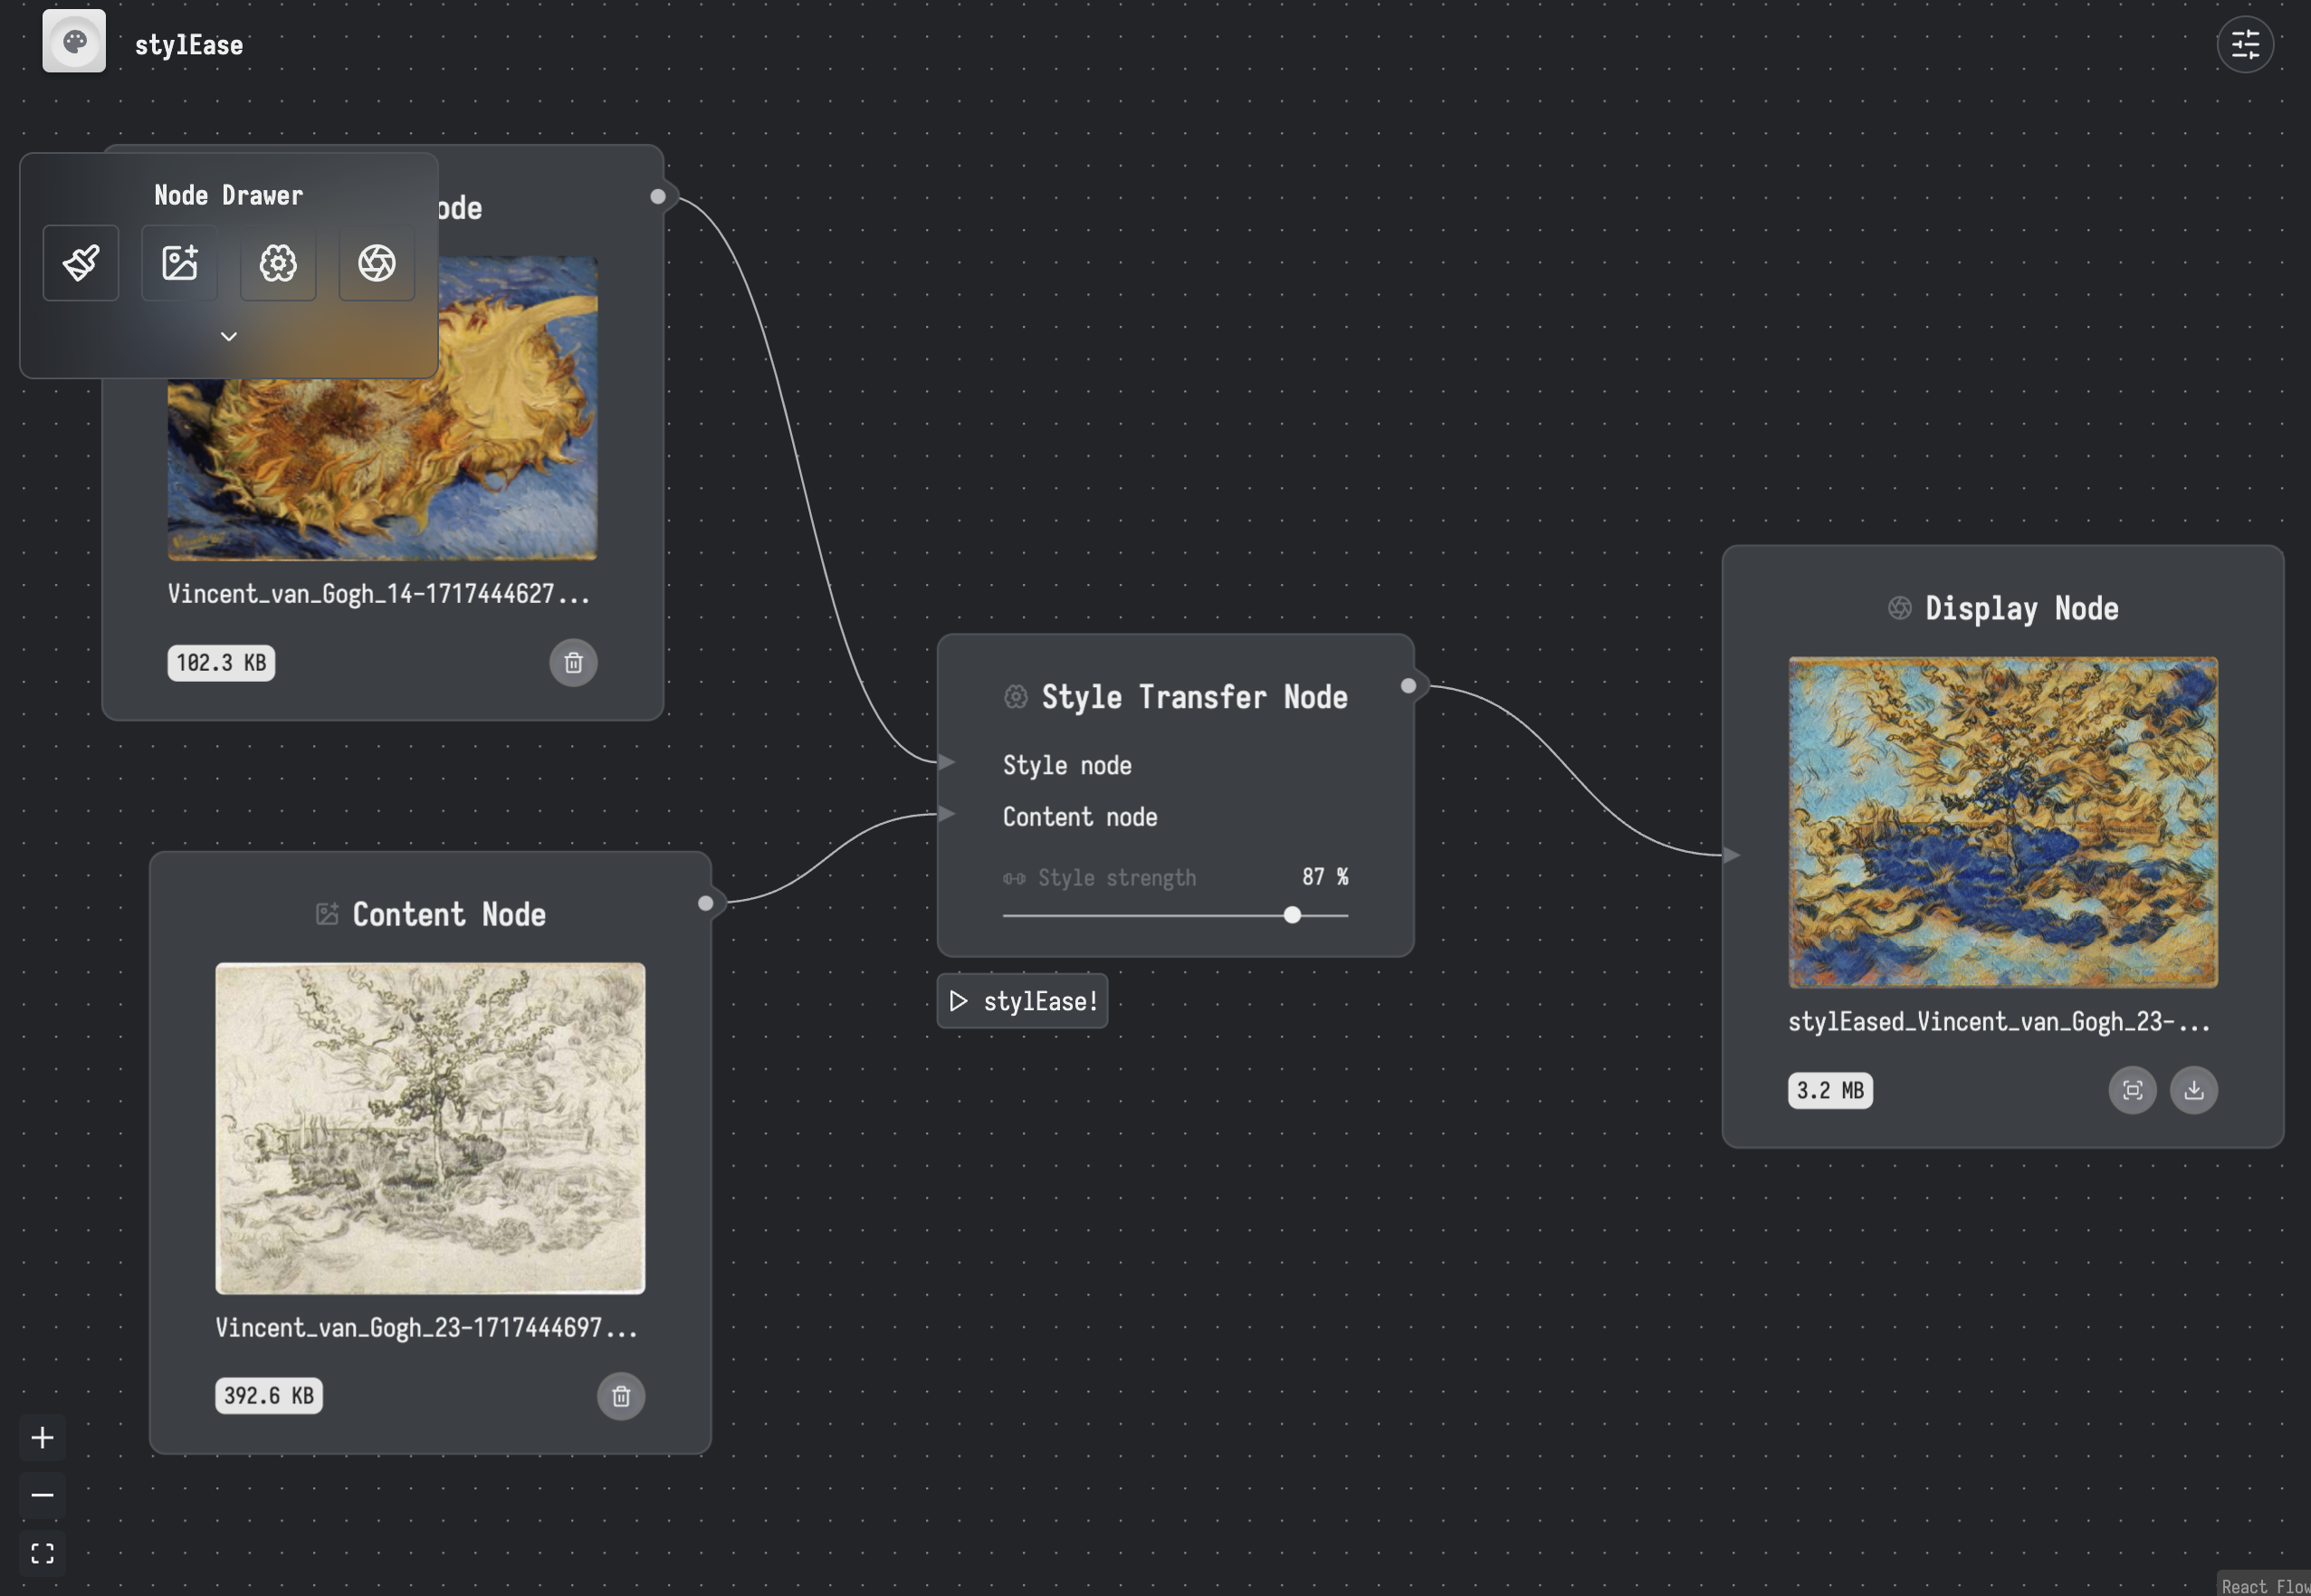 stylEase
Node Drawer
ode
Vincent_van_Gogh_14-1717444627...
102.3 KB
Style Transfer Node
Style node
Content node
Style strength 87 %
stylEase!
Content Node
Vincent_van_Gogh_23-1717444697...
392.6 KB
Display Node
stylEased_Vincent_van_Gogh_23-...
3.2 MB
React Flow